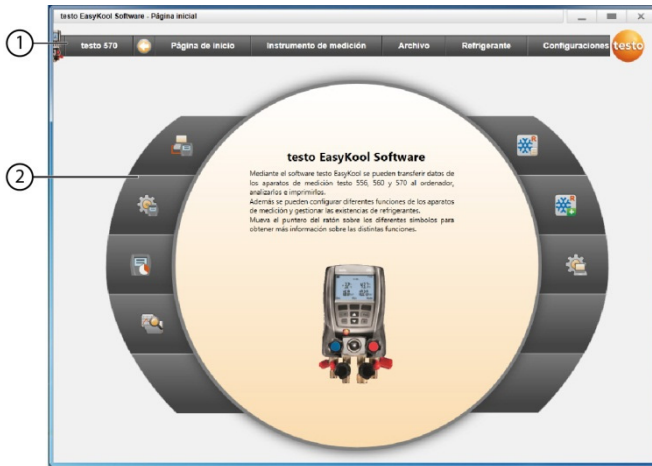 testo EasyKool Software - Página inicial
1
testo 570 Página de inicio Instrumento de medición Archivo Refrigerante Configuraciones testo
2
testo EasyKool Software
Mediante el software testo EasyKool se pueden transferir datos de
los aparatos de medición testo 556, 560 y 570 al ordenador,
analizarlos e imprimirlos.
Además se pueden configurar diferentes funciones de los aparatos
de medición y gestionar las existencias de refrigerantes.
Mueva el puntero del ratón sobre los diferentes símbolos para
obtener más información sobre las distintas funciones.